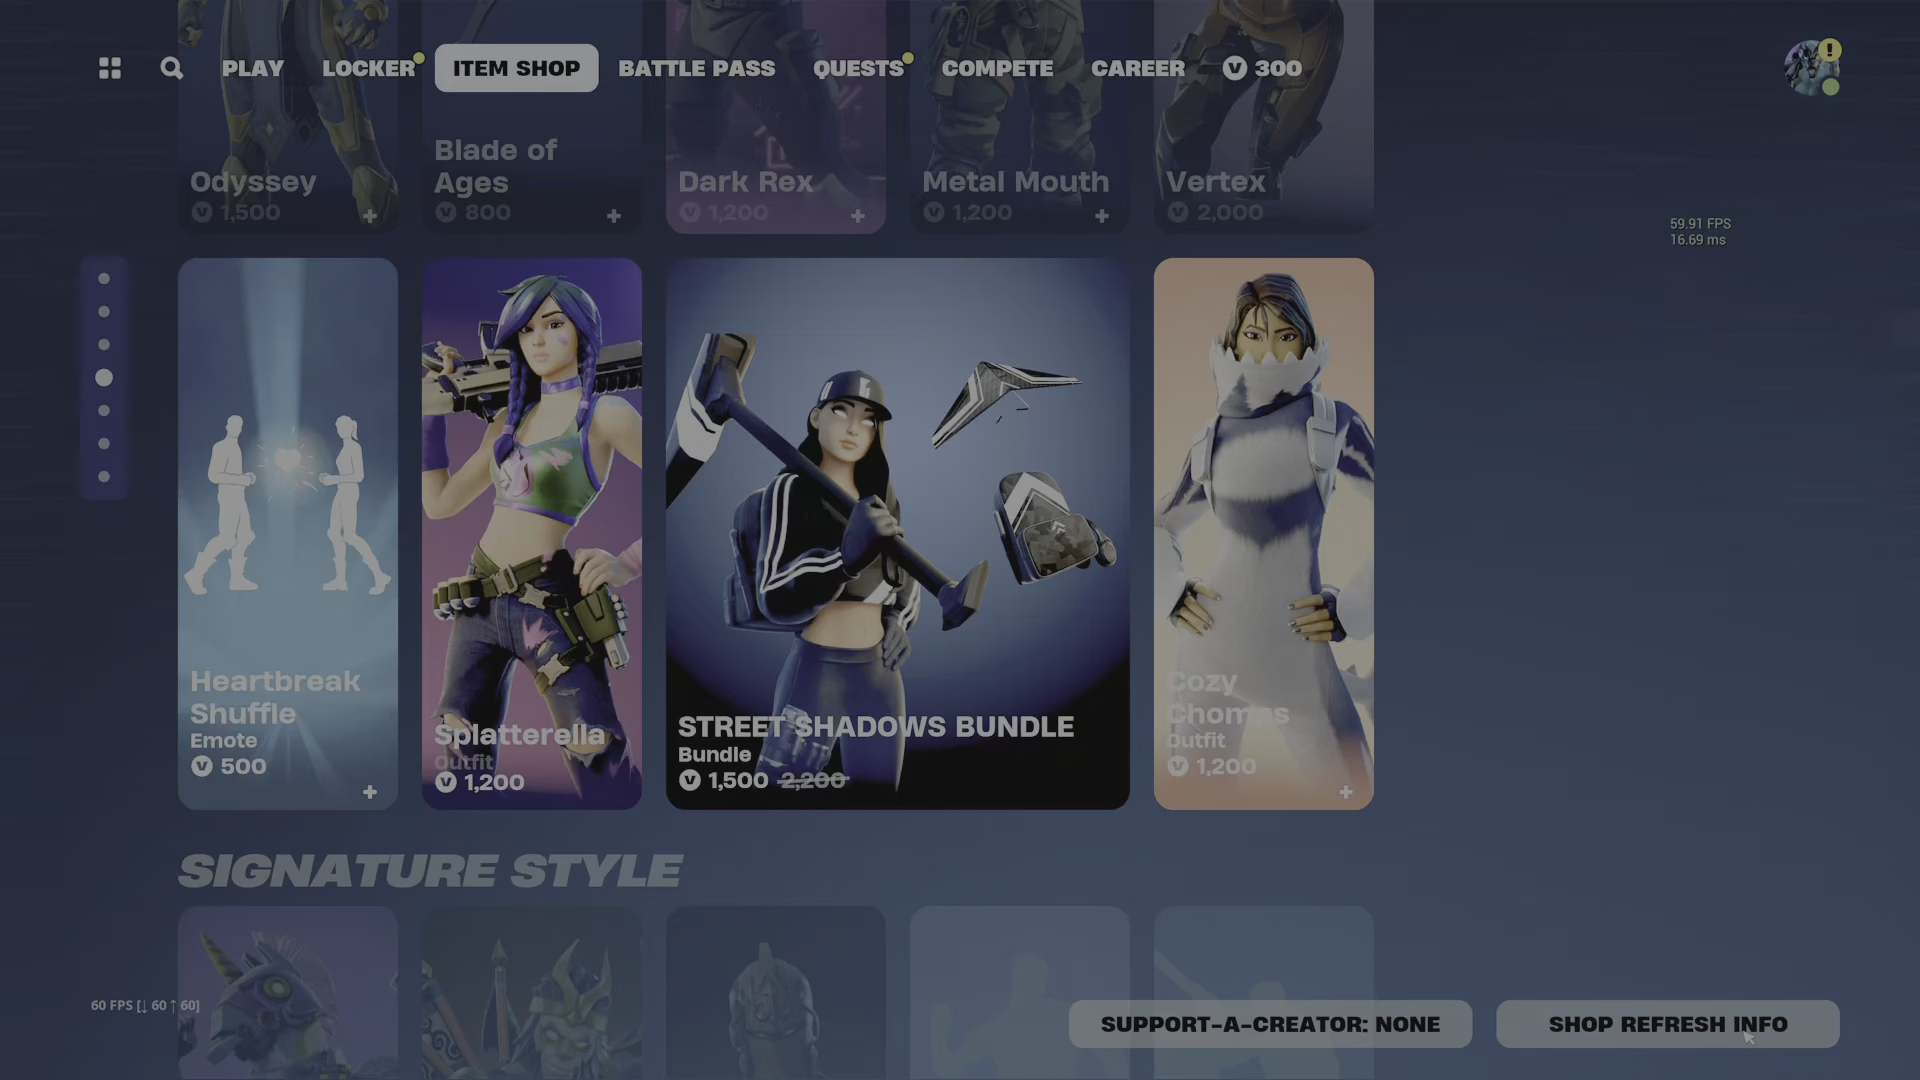 PLAY LOCKER ITEM SHOP BATTLE PASS QUESTS COMPETE CAREER V 300
!
Odyssey
V 1,500
Blade of
Ages
V 800
Dark Rex
V 1,200
Metal Mouth
V 1,200
Vertex
V 2,000
59.91 FPS
16.69 ms
Heartbreak
Shuffle
Emote
V 500
Splatterella
Outfit
V 1,200
STREET SHADOWS BUNDLE
Bundle
V 1,500 2,200
Cozy
Chomps
Outfit
V 1,200
SIGNATURE STYLE
60 FPS [↓ 60 ↑ 60]
SUPPORT-A-CREATOR: NONE
SHOP REFRESH INFO